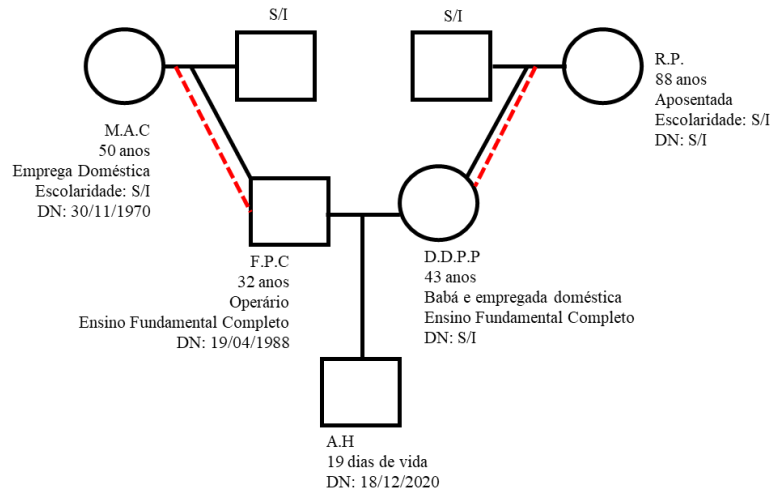 S/I
S/I
R.P.
88 anos
Aposentada
Escolaridade: S/I
DN: S/I
M.A.C
50 anos
Emprega Doméstica
Escolaridade: S/I
DN: 30/11/1970
F.P.C
32 anos
Operário
Ensino Fundamental Completo
DN: 19/04/1988
D.D.P.P
43 anos
Babá e empregada doméstica
Ensino Fundamental Completo
DN: S/I
A.H
19 dias de vida
DN: 18/12/2020